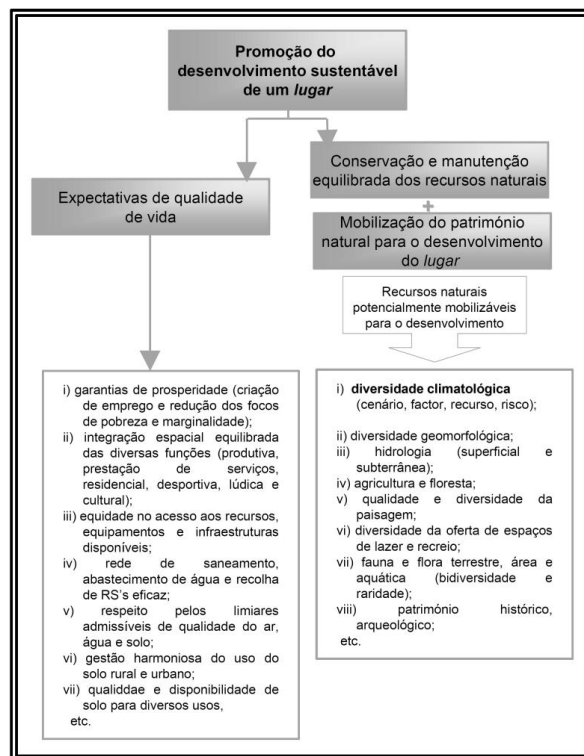 Promoção do
desenvolvimento sustentável
de um lugar
Expectativas de qualidade
de vida
Conservação e manutenção
equilibrada dos recursos naturais
+
Mobilização do património
natural para o desenvolvimento
do lugar
Recursos naturais
potencialmente mobilizáveis
para o desenvolvimento
i) garantias de prosperidade (criação
de emprego e redução dos focos
de pobreza e marginalidade);
ii) integração espacial equilibrada
das diversas funções (produtiva,
prestação de serviços,
residencial, desportiva, lúdica e
cultural);
iii) equidade no acesso aos recursos,
equipamentos e infraestruturas
disponíveis;
iv) rede de saneamento,
abastecimento de água e recolha
de RS's eficaz;
v) respeito pelos limiares
admissíveis de qualidade do ar,
água e solo;
vi) gestão harmoniosa do uso do
solo rural e urbano;
vii) qualiddae e disponibilidade de
solo para diversos usos,
etc.
i) diversidade climatológica
(cenário, factor, recurso, risco);
ii) diversidade geomorfológica;
iii) hidrologia (superficial e
subterrânea);
iv) agricultura e floresta;
v) qualidade e diversidade da
paisagem;
vi) diversidade da oferta de espaços
de lazer e recreio;
vii) fauna e flora terrestre, área e
aquática (bidiversidade e
raridade);
viii) património histórico,
arqueológico;
etc.